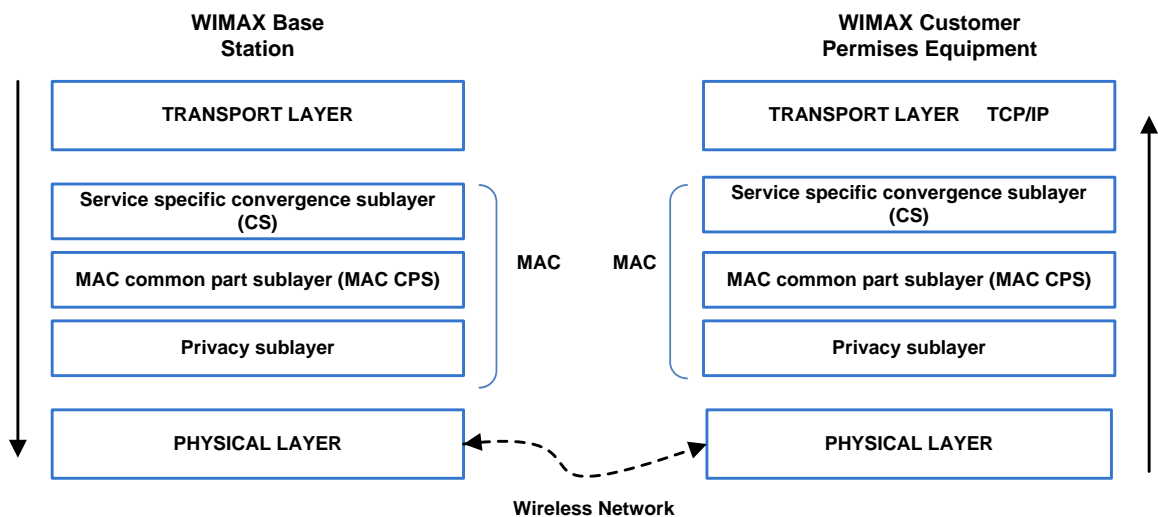 WIMAX Base
Station
WIMAX Customer
Permises Equipment
TRANSPORT LAYER
TRANSPORT LAYER TCP/IP
Service specific convergence sublayer
(CS)
Service specific convergence sublayer
(CS)
MAC
MAC
MAC common part sublayer (MAC CPS)
MAC common part sublayer (MAC CPS)
Privacy sublayer
Privacy sublayer
PHYSICAL LAYER
PHYSICAL LAYER
Wireless Network